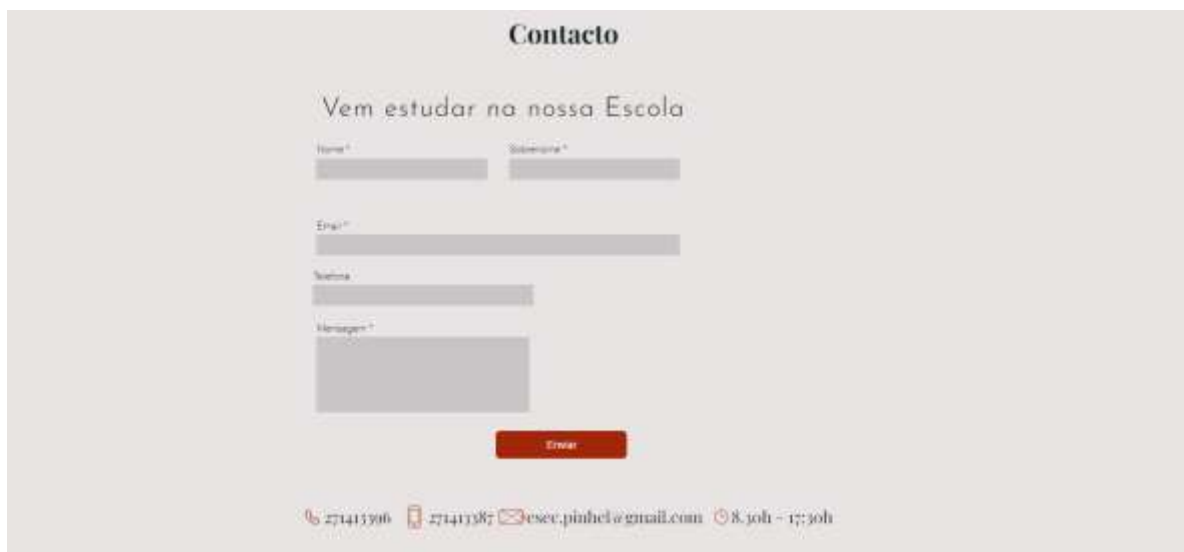 Contacto
Vem estudar na nossa Escola
Nome * Sobrenome *
Email *
Telefone
Mensagem *
Enviar
271413396 271413387 esec.pinhel@gmail.com 8.30h - 17:30h